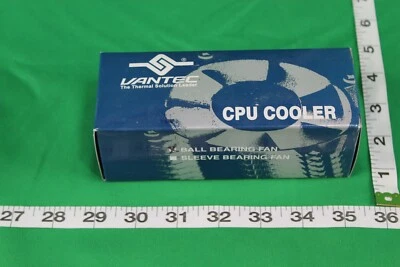 VANTEC
The Thermal Solution Leader
CPU COOLER
BALL BEARING FAN
SLEEVE BEARING FAN
27 28 29 30 31 32 33 34 35 36
6
5
4
3
2
1